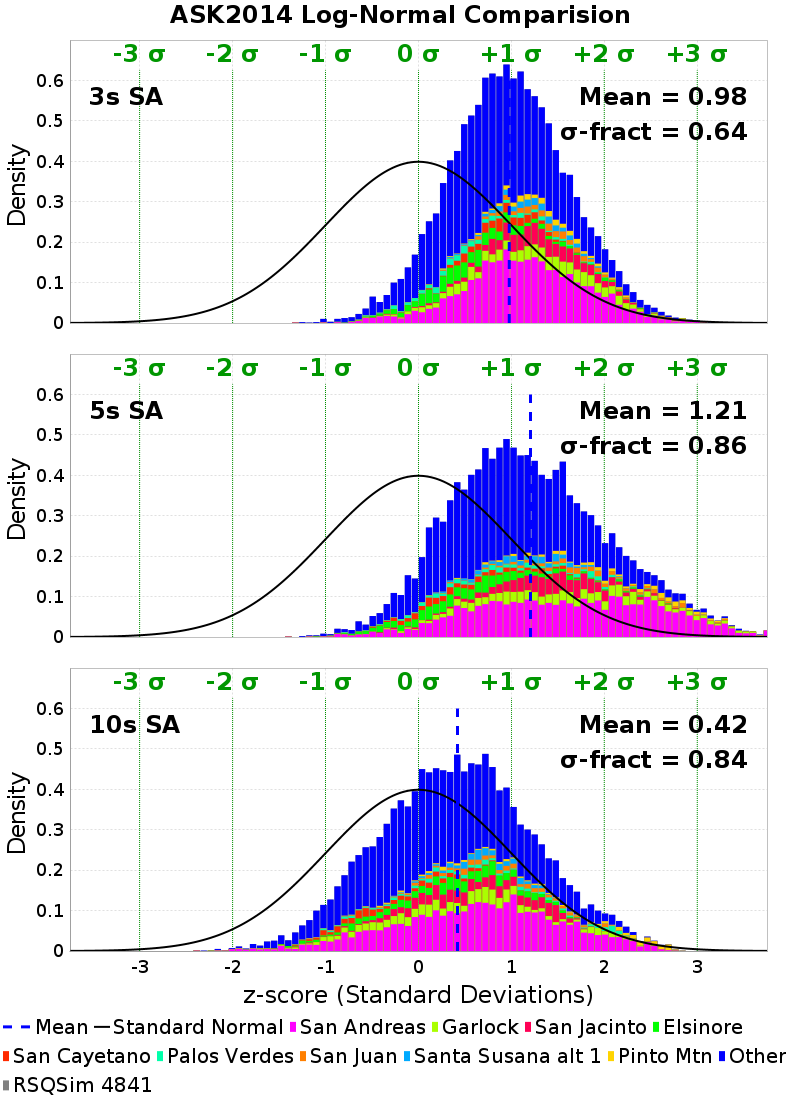 ASK2014 Log-Normal Comparision
-3 σ -2 σ -1 σ 0 σ +1 σ +2 σ +3 σ
3s SA
Mean = 0.98
σ-fract = 0.64
Density
0.6
0.5
0.4
0.3
0.2
0.1
0
-3 σ -2 σ -1 σ 0 σ +1 σ +2 σ +3 σ
5s SA
Mean = 1.21
σ-fract = 0.86
Density
0.6
0.5
0.4
0.3
0.2
0.1
0
-3 σ -2 σ -1 σ 0 σ +1 σ +2 σ +3 σ
10s SA
Mean = 0.42
σ-fract = 0.84
Density
0.6
0.5
0.4
0.3
0.2
0.1
0
-3 -2 -1 0 1 2 3
z-score (Standard Deviations)
Mean Standard Normal San Andreas Garlock San Jacinto Elsinore
San Cayetano Palos Verdes San Juan Santa Susana alt 1 Pinto Mtn Other
RSQSim 4841